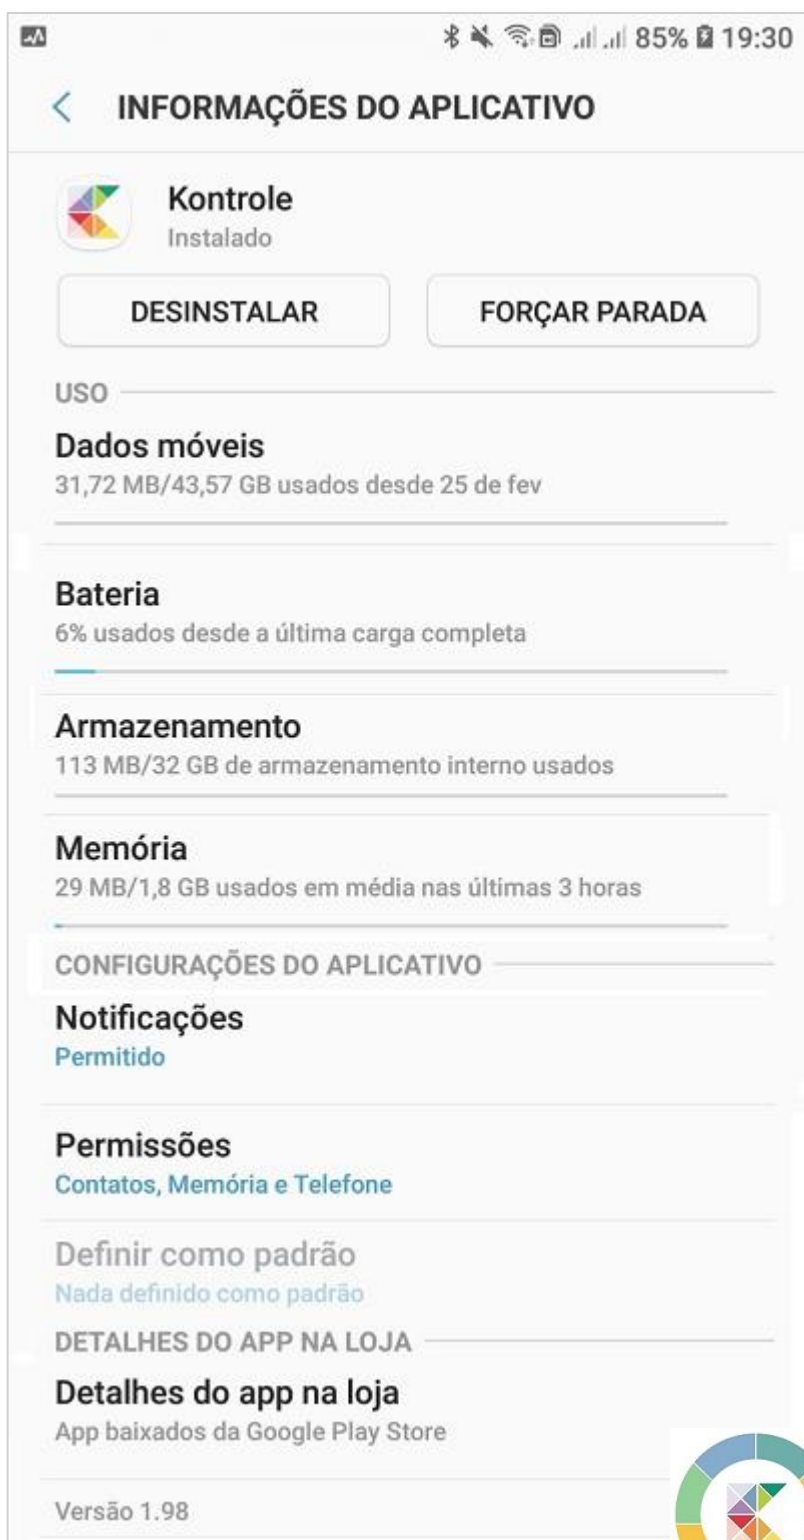 85% 19:30
INFORMAÇÕES DO APLICATIVO
Kontrole
Instalado
DESINSTALAR
FORÇAR PARADA
USO
Dados móveis
31,72 MB/43,57 GB usados desde 25 de fev
Bateria
6% usados desde a última carga completa
Armazenamento
113 MB/32 GB de armazenamento interno usados
Memória
29 MB/1,8 GB usados em média nas últimas 3 horas
CONFIGURAÇÕES DO APLICATIVO
Notificações
Permitido
Permissões
Contatos, Memória e Telefone
Definir como padrão
Nada definido como padrão
DETALHES DO APP NA LOJA
Detalhes do app na loja
App baixados da Google Play Store
Versão 1.98